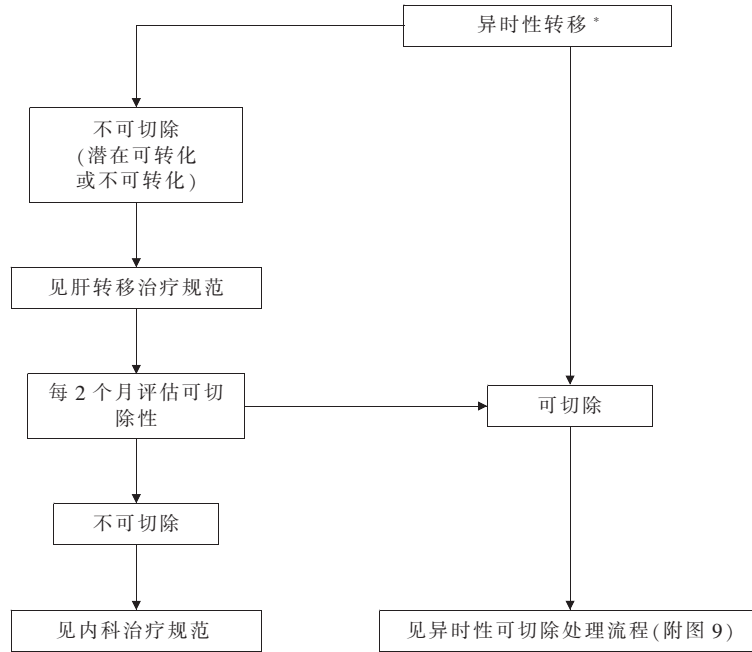 异时性转移*
不可切除
(潜在可转化
或不可转化)
见肝转移治疗规范
每 2 个月评估可切
除性
可切除
不可切除
见内科治疗规范
见异时性可切除处理流程(附图 9)